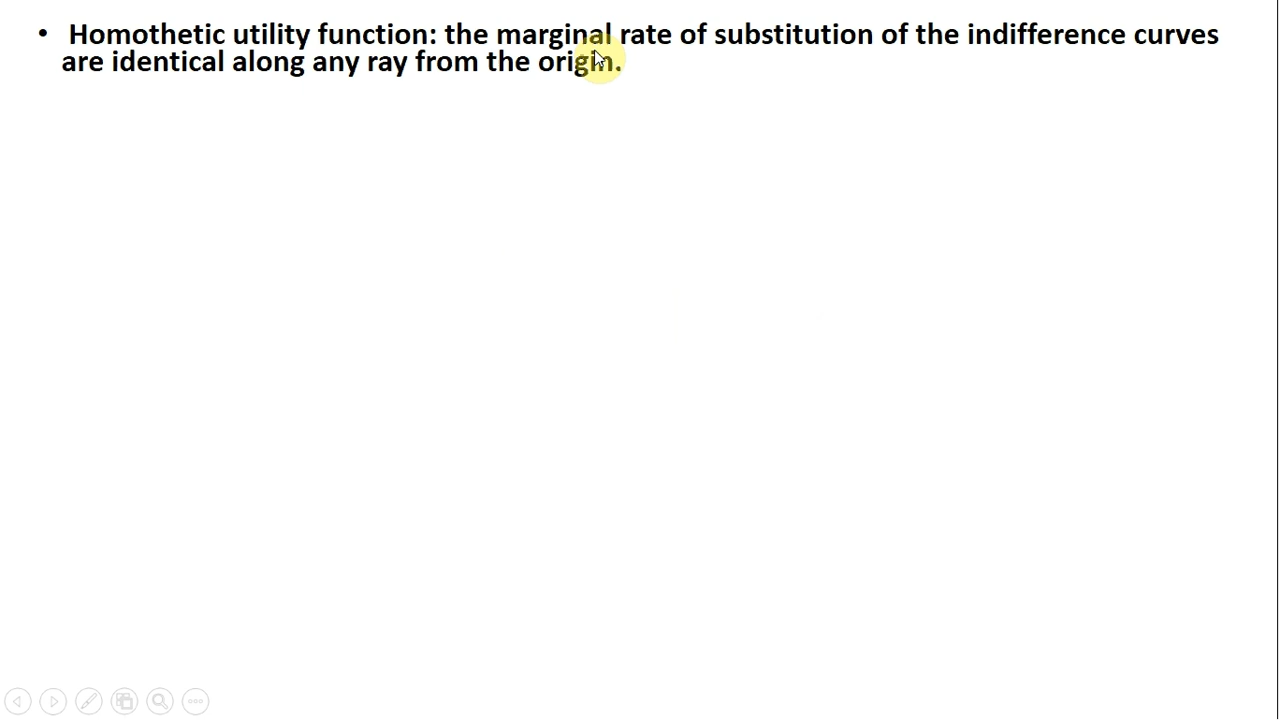 • Homothetic utility function: the marginal rate of substitution of the indifference curves
are identical along any ray from the origin.